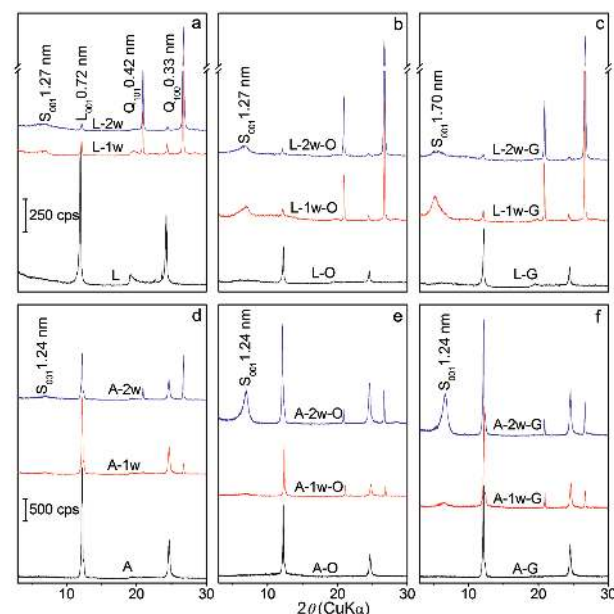 a
S001 1.27 nm
L001 0.72 nm
Q101 0.42 nm
Q100 0.33 nm
L-2w
L-1w
250 cps
L
b
S001 1.27 nm
L-2w-O
L-1w-O
L-O
c
S001 1.70 nm
L-2w-G
L-1w-G
L-G
d
S001 1.24 nm
A-2w
A-1w
500 cps
A
10 20 30
e
S001 1.24 nm
A-2w-O
A-1w-O
A-O
10 20 30
2θ(CuKα)
f
S001 1.24 nm
A-2w-G
A-1w-G
A-G
10 20 30